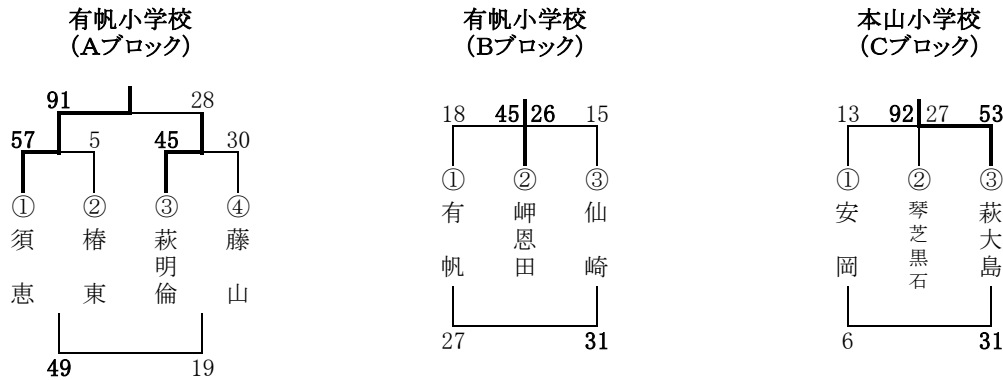 有帆小学校
（Aブロック）
91 28
57 5 45 30
① ② ③ ④
須恵 椿東 萩明倫 藤山
49 19
有帆小学校
（Bブロック）
18 45 26 15
① ② ③
有帆 岬恩田 仙崎
27 31
本山小学校
（Cブロック）
13 92 27 53
① ② ③
安岡 琴芝黒石 萩大島
6 31